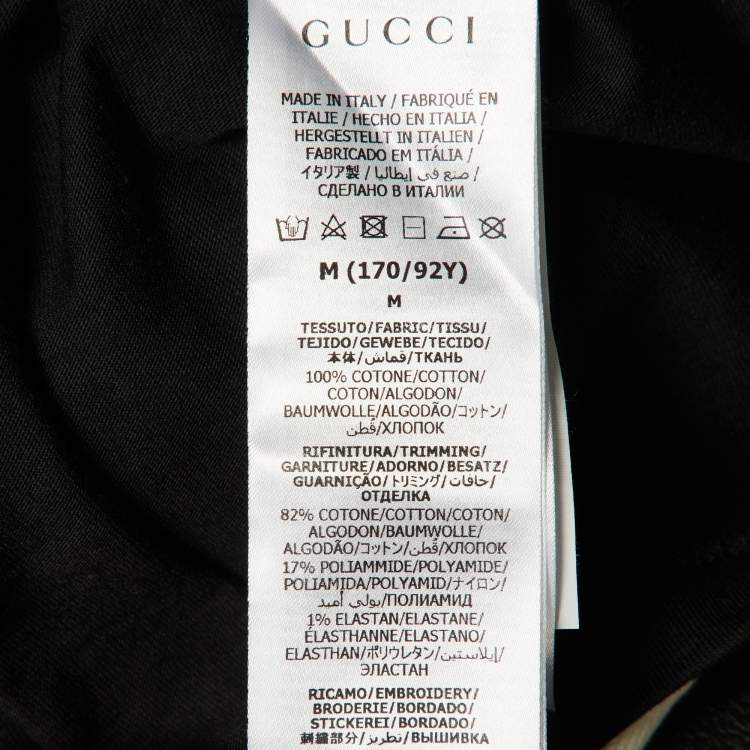 GUCCI
MADE IN ITALY / FABRIQUÉ EN
ITALIE / HECHO EN ITALIA /
HERGESTELLT IN ITALIEN /
FABRICADO EM ITÁLIA /
イタリア製 / صنع في إيطاليا /
СДЕЛАНО В ИТАЛИИ
M (170/92Y)
M
TESSUTO/FABRIC/TISSU/
TEJIDO/GEWEBE/TECIDO/
本体/قماش/ТКАНЬ
100% COTONE/COTTON/
COTON/ALGODON/
BAUMWOLLE/ALGODÃO/コットン/
قُطن/ХЛОПОК
RIFINITURA/TRIMMING/
GARNITURE/ADORNO/BESATZ/
GUARNIÇÃO/トリミング/حافات/
ОТДЕЛКА
82% COTONE/COTTON/COTON/
ALGODON/BAUMWOLLE/
ALGODÃO/コットン/قُطن/ХЛОПОК
17% POLIAMMIDE/POLYAMIDE/
POLIAMIDA/POLYAMID/ナイロン/
بولي أميد/ПОЛИАМИД
1% ELASTAN/ELASTANE/
ÉLASTHANNE/ELASTANO/
ELASTHAN/ポリウレタン/إيلاستين/
ЭЛАСТАН
RICAMO/EMBROIDERY/
BRODERIE/BORDADO/
STICKEREI/BORDADO/
刺繍部分/تطريز/ВЫШИВКА